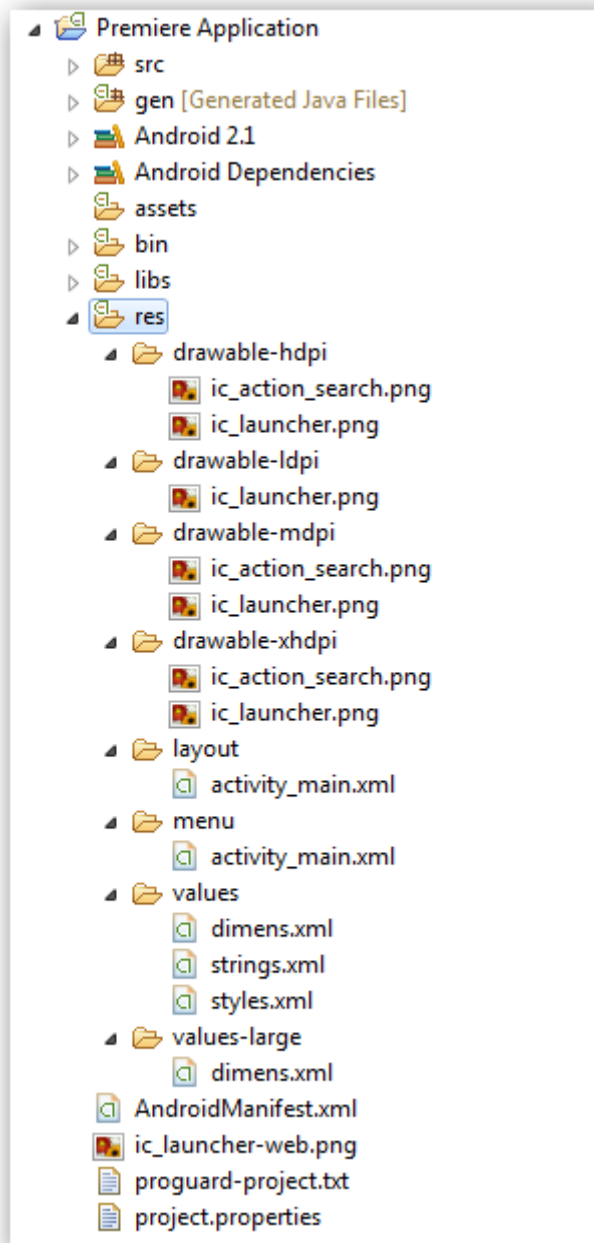 Premiere Application
src
gen [Generated Java Files]
Android 2.1
Android Dependencies
assets
bin
libs
res
drawable-hdpi
ic_action_search.png
ic_launcher.png
drawable-ldpi
ic_launcher.png
drawable-mdpi
ic_action_search.png
ic_launcher.png
drawable-xhdpi
ic_action_search.png
ic_launcher.png
layout
activity_main.xml
menu
activity_main.xml
values
dimens.xml
strings.xml
styles.xml
values-large
dimens.xml
AndroidManifest.xml
ic_launcher-web.png
proguard-project.txt
project.properties